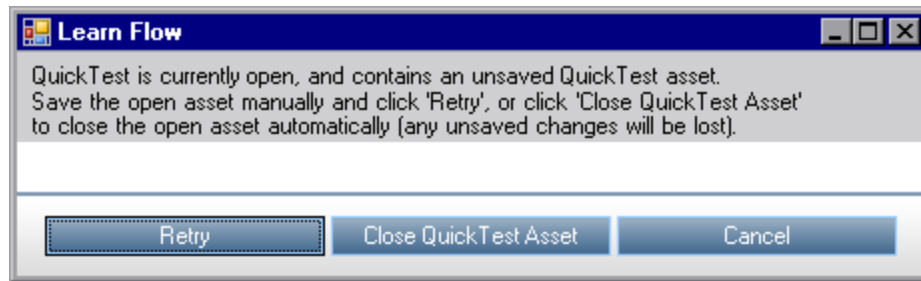 Learn Flow
QuickTest is currently open, and contains an unsaved QuickTest asset.
Save the open asset manually and click 'Retry', or click 'Close QuickTest Asset'
to close the open asset automatically (any unsaved changes will be lost).
Retry Close QuickTest Asset Cancel